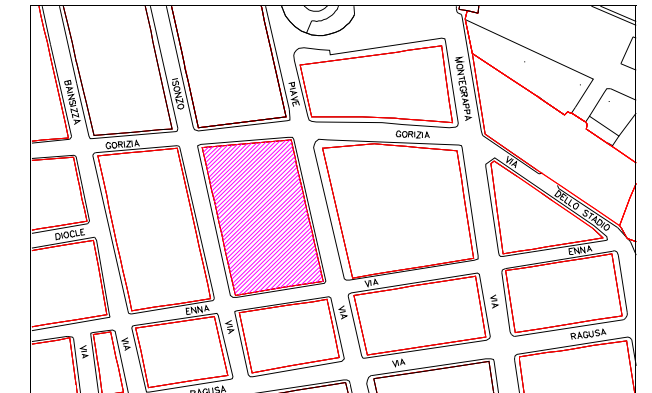 BAINSIZZA
ISONZO
PIAVE
MONTEGRAPPA
GORIZIA
GORIZIA
VIA
DELLO STADIO
DIOCLE
ENNA
VIA
ENNA
VIA
VIA
VIA
VIA
VIA
RAGUSA
VIA
RAGUSA